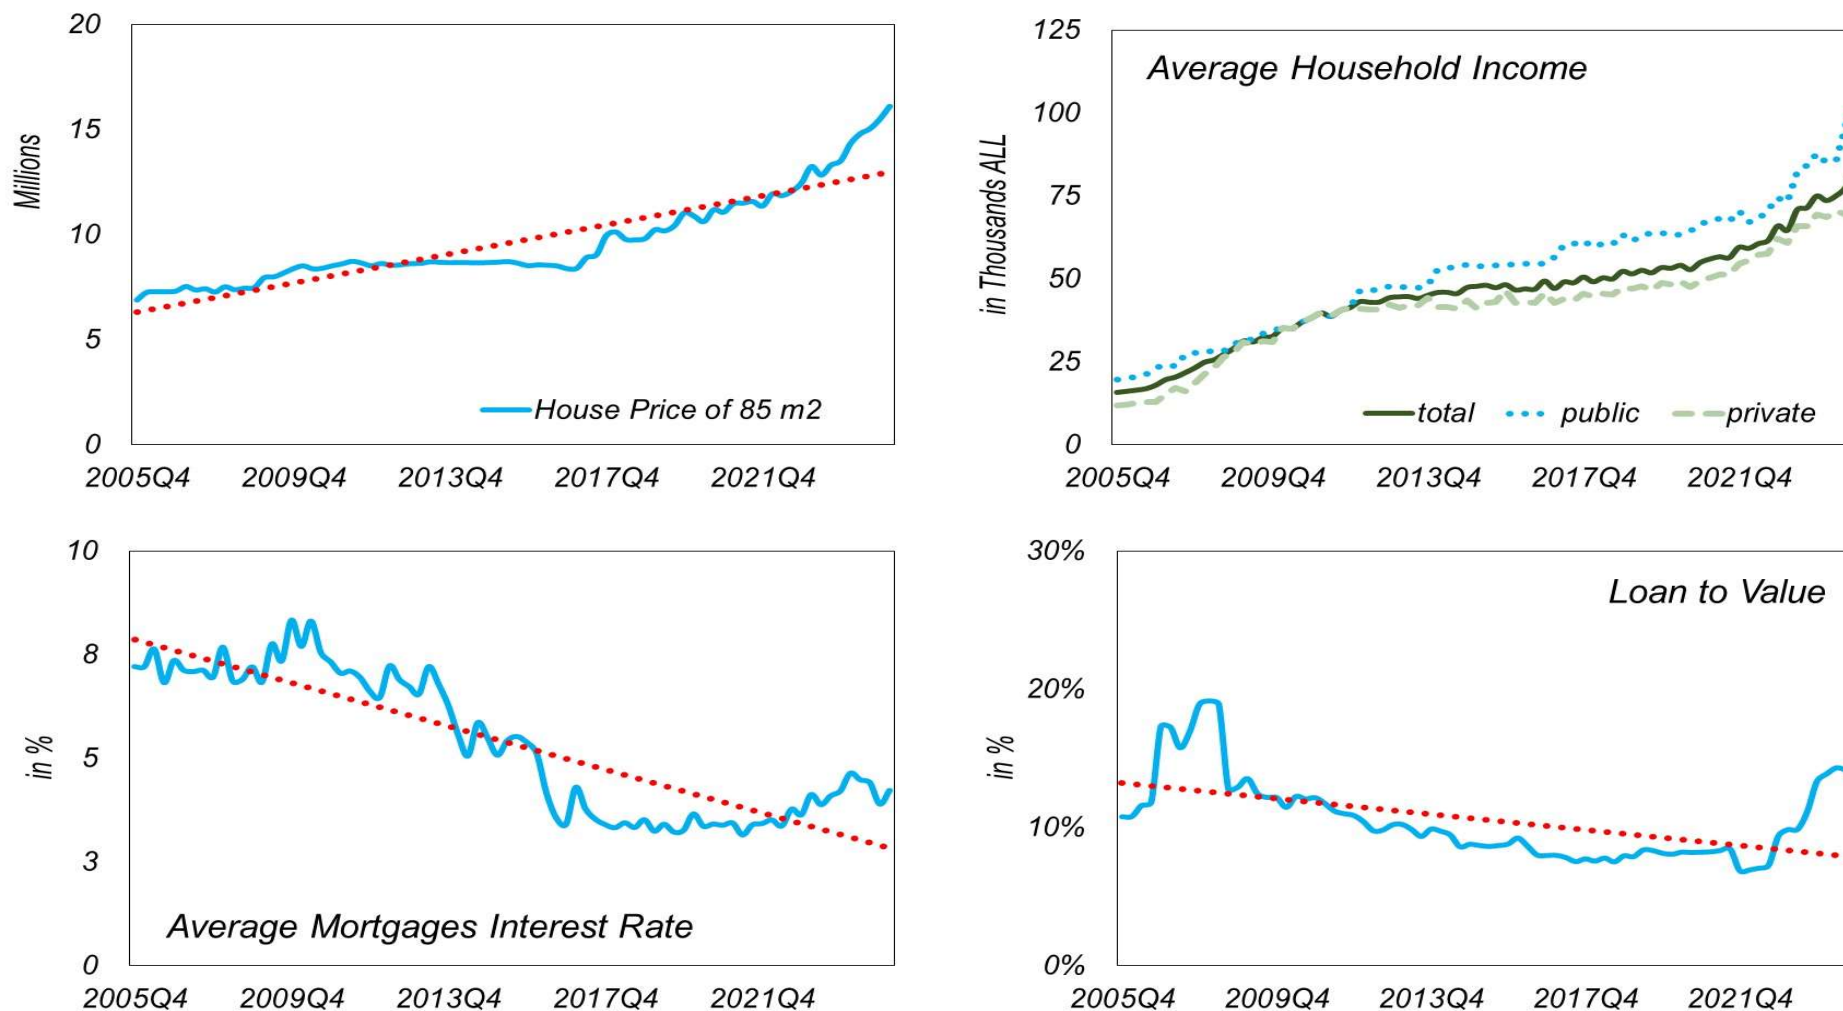 20
15
10
5
0
Millions
House Price of 85 m2
2005Q4 2009Q4 2013Q4 2017Q4 2021Q4
125
100
75
50
25
0
in Thousands ALL
Average Household Income
total public private
2005Q4 2009Q4 2013Q4 2017Q4 2021Q4
10
8
5
3
0
in %
Average Mortgages Interest Rate
2005Q4 2009Q4 2013Q4 2017Q4 2021Q4
30%
20%
10%
0%
in %
Loan to Value
2005Q4 2009Q4 2013Q4 2017Q4 2021Q4